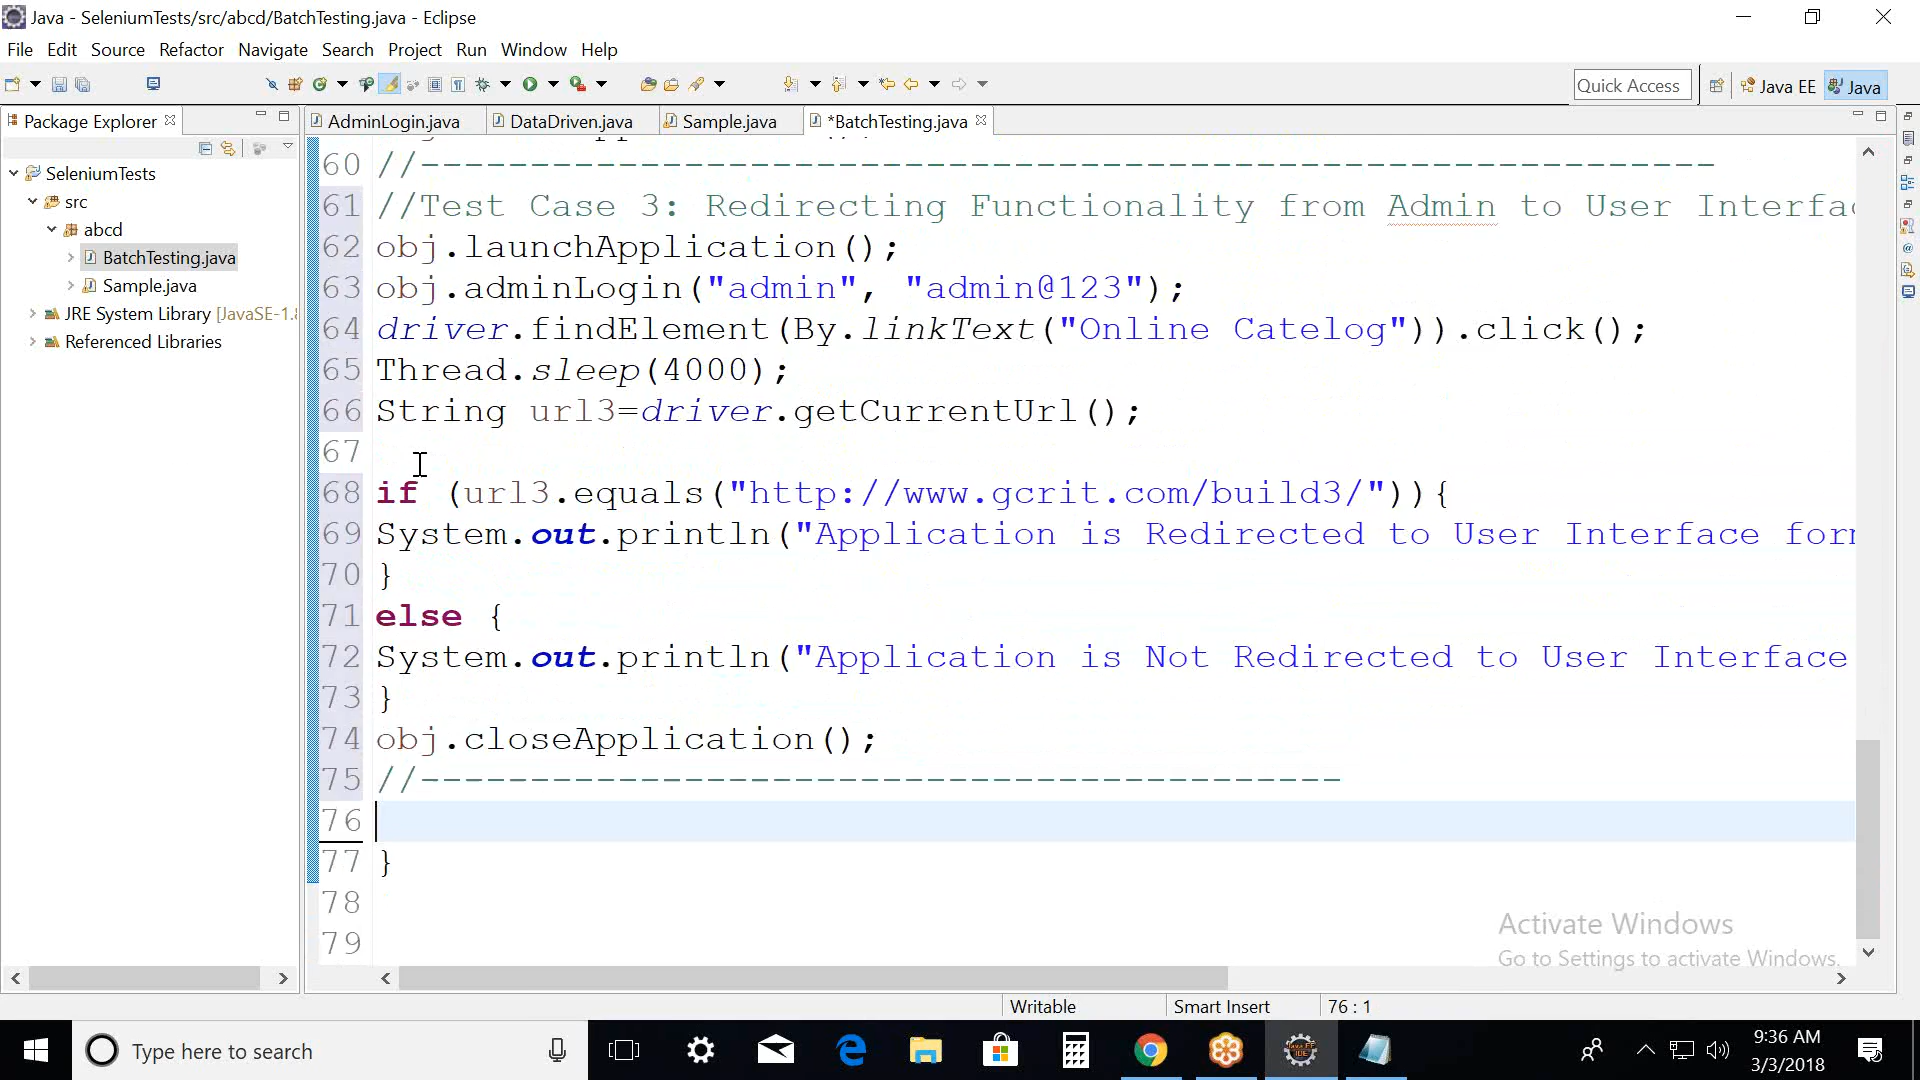 Java - SeleniumTests/src/abcd/BatchTesting.java - Eclipse
File Edit Source Refactor Navigate Search Project Run Window Help
Quick Access
Java EE
Java
Package Explorer
AdminLogin.java
DataDriven.java
Sample.java
*BatchTesting.java
SeleniumTests
src
abcd
BatchTesting.java
Sample.java
JRE System Library [JavaSE-1.8
Referenced Libraries
60 //-----------------------------------------------------------
61 //Test Case 3: Redirecting Functionality from Admin to User Interfac
62 obj.launchApplication();
63 obj.adminLogin("admin", "admin@123");
64 driver.findElement(By.linkText("Online Catelog")).click();
65 Thread.sleep(4000);
66 String url3=driver.getCurrentUrl();
67
68 if (url3.equals("http://www.gcrit.com/build3/")){
69 System.out.println("Application is Redirected to User Interface for
70 }
71 else {
72 System.out.println("Application is Not Redirected to User Interface
73 }
74 obj.closeApplication();
75 //------------------------------------------
76
77 }
78
79
Activate Windows
Go to Settings to activate Windows.
Writable
Smart Insert
76 : 1
Type here to search
9:36 AM
3/3/2018